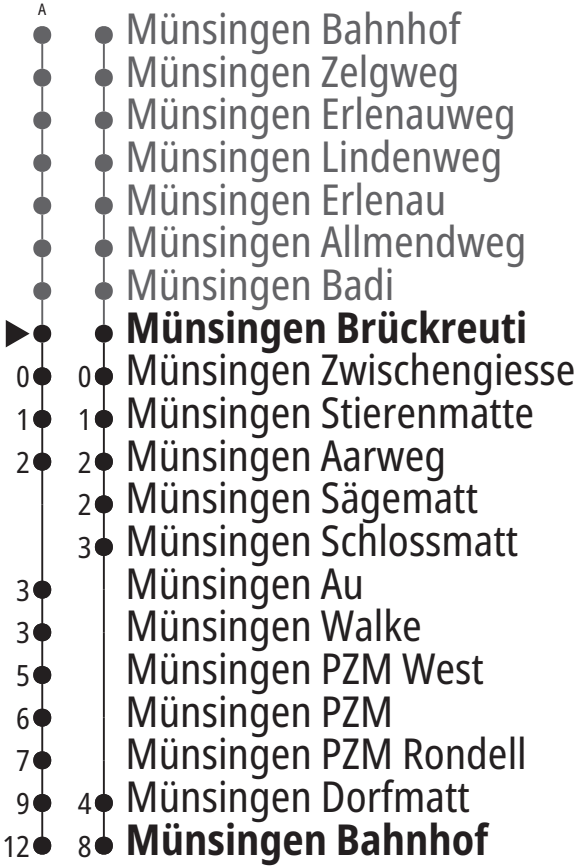 A
Münsingen Bahnhof
Münsingen Zelgweg
Münsingen Erlenauweg
Münsingen Lindenweg
Münsingen Erlenau
Münsingen Allmendweg
Münsingen Badi
Münsingen Brückreuti
0 0 Münsingen Zwischengiesse
1 1 Münsingen Stierenmatte
2 2 Münsingen Aarweg
2 Münsingen Sägematt
3 Münsingen Schlossmatt
3 Münsingen Au
3 Münsingen Walke
5 Münsingen PZM West
6 Münsingen PZM
7 Münsingen PZM Rondell
9 4 Münsingen Dorfmatt
12 8 Münsingen Bahnhof